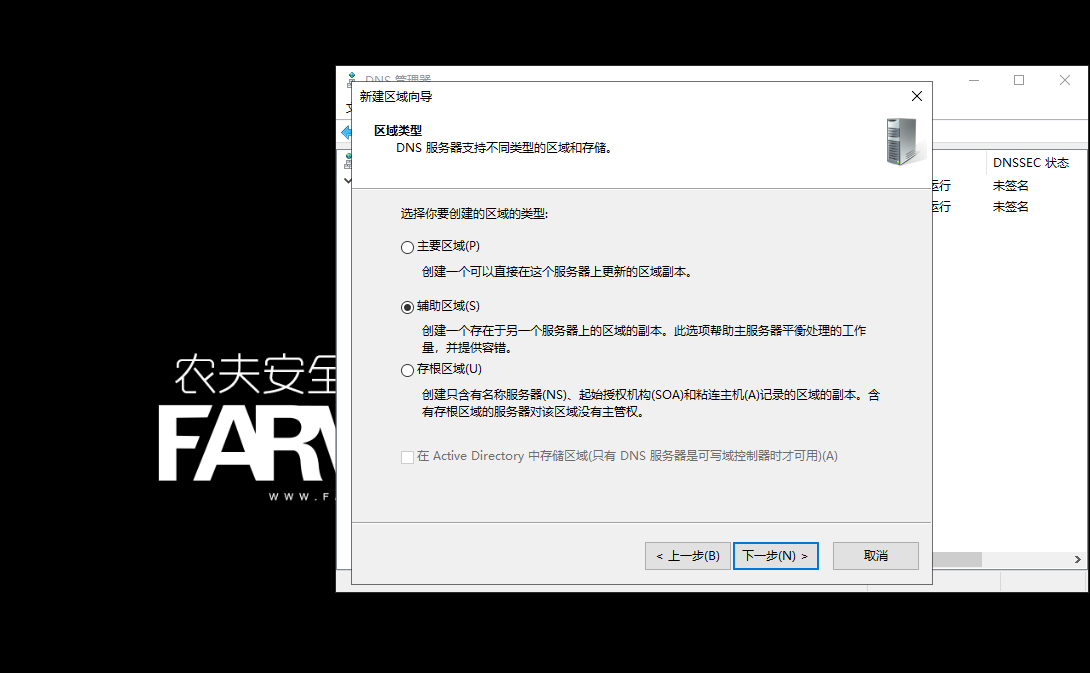 DNS 管理器
新建区域向导
区域类型
DNS 服务器支持不同类型的区域和存储。
DNSSEC 状态
运行
未签名
运行
未签名
选择你要创建的区域的类型:
主要区域(P)
创建一个可以直接在这个服务器上更新的区域副本。
辅助区域(S)
创建一个存在于另一个服务器上的区域的副本。此选项帮助主服务器平衡处理的工作
量，并提供容错。
存根区域(U)
创建只含有名称服务器(NS)、起始授权机构(SOA)和粘连主机(A)记录的区域的副本。含
有存根区域的服务器对该区域没有主管权。
在 Active Directory 中存储区域(只有 DNS 服务器是可写域控制器时才可用)(A)
< 上一步(B)
下一步(N) >
取消
农夫安全
FAR
WWW.F